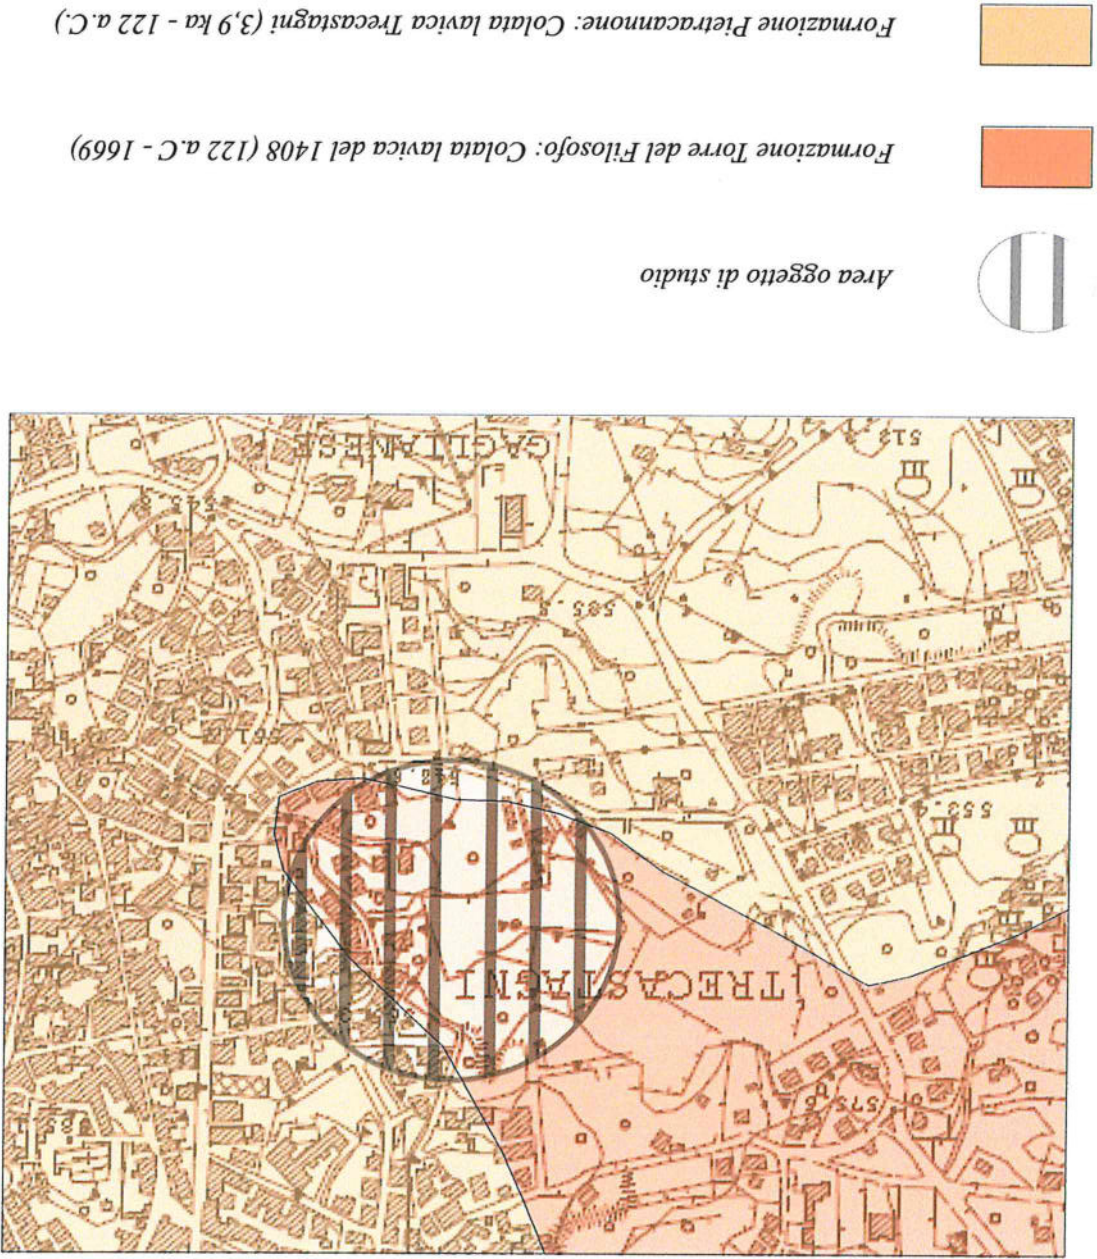 Formazione Pietracannone: Colata lavica Trecastagni (3,9 ka - 122 a.C.)
Formazione Torre del Filosofo: Colata lavica del 1408 (122 a.C - 1669)
Area oggetto di studio
TRECASTAGNI
GAGLIANESE